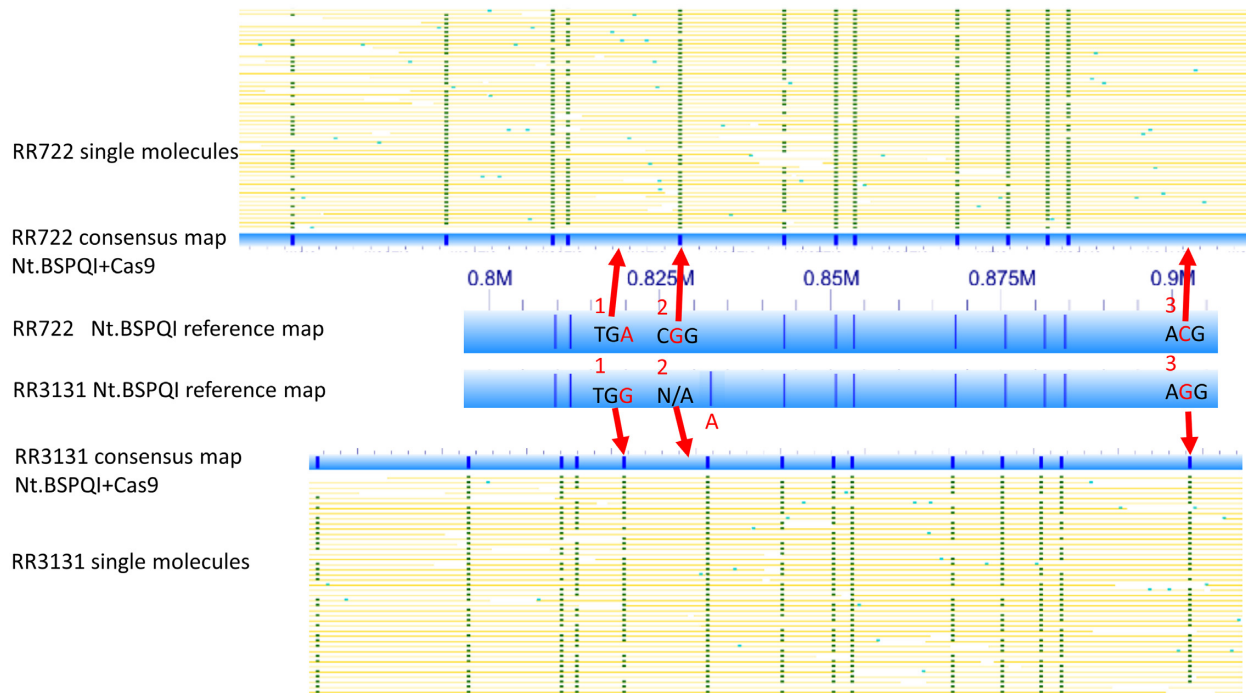 RR722 single molecules
RR722 consensus map
Nt.BSPQI+Cas9
0.8M 0.825M 0.85M 0.875M 0.9M
1 2 3
RR722 Nt.BSPQI reference map TGA CGG ACG
1 2 3
RR3131 Nt.BSPQI reference map TGG N/A AGG
A
RR3131 consensus map
Nt.BSPQI+Cas9
RR3131 single molecules